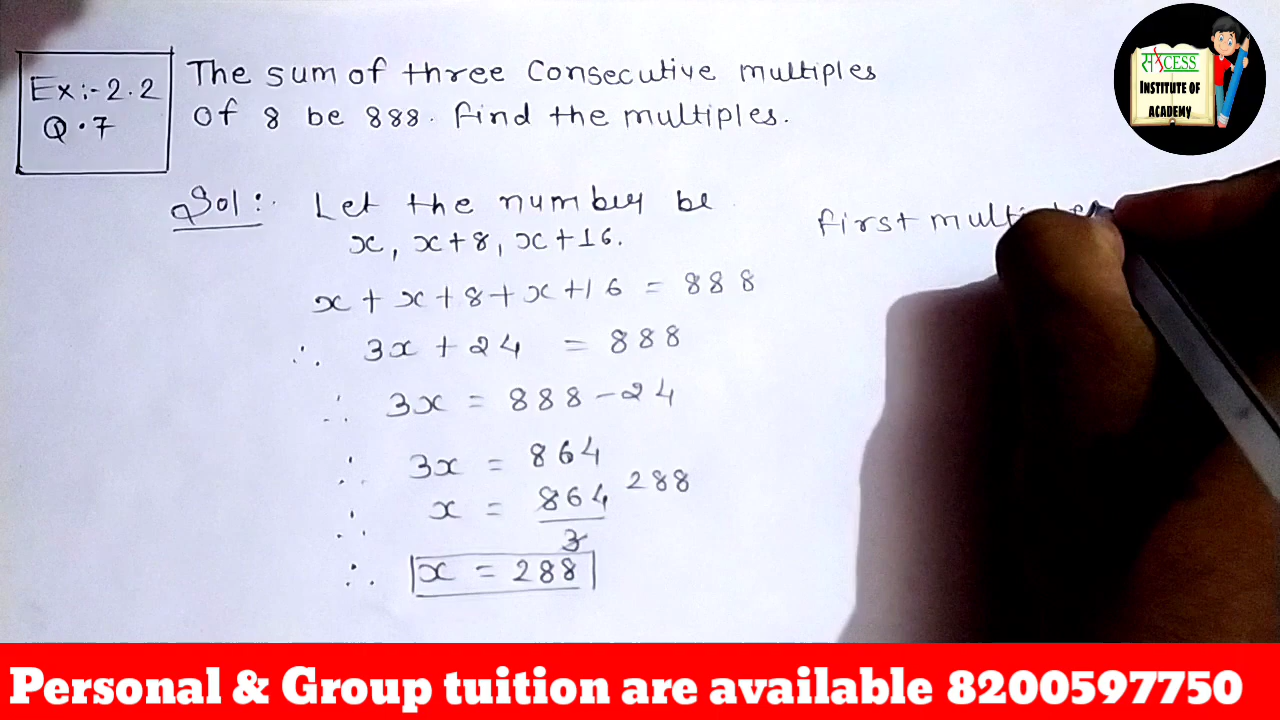 Ex:-2.2
Q.7
The sum of three consecutive multiples
of 8 be 888. find the multiples.
सक्सCESS
INSTITUTE OF
ACADEMY
Sol:.
Let the number be
x, x+8, x+16.
first
x + x + 8 + x + 16 = 888
∴ 3x + 24 = 888
∴ 3x = 888 - 24
∴ 3x = 864
∴ x = 864/3 288
∴ x = 288
Personal & Group tuition are available 8200597750